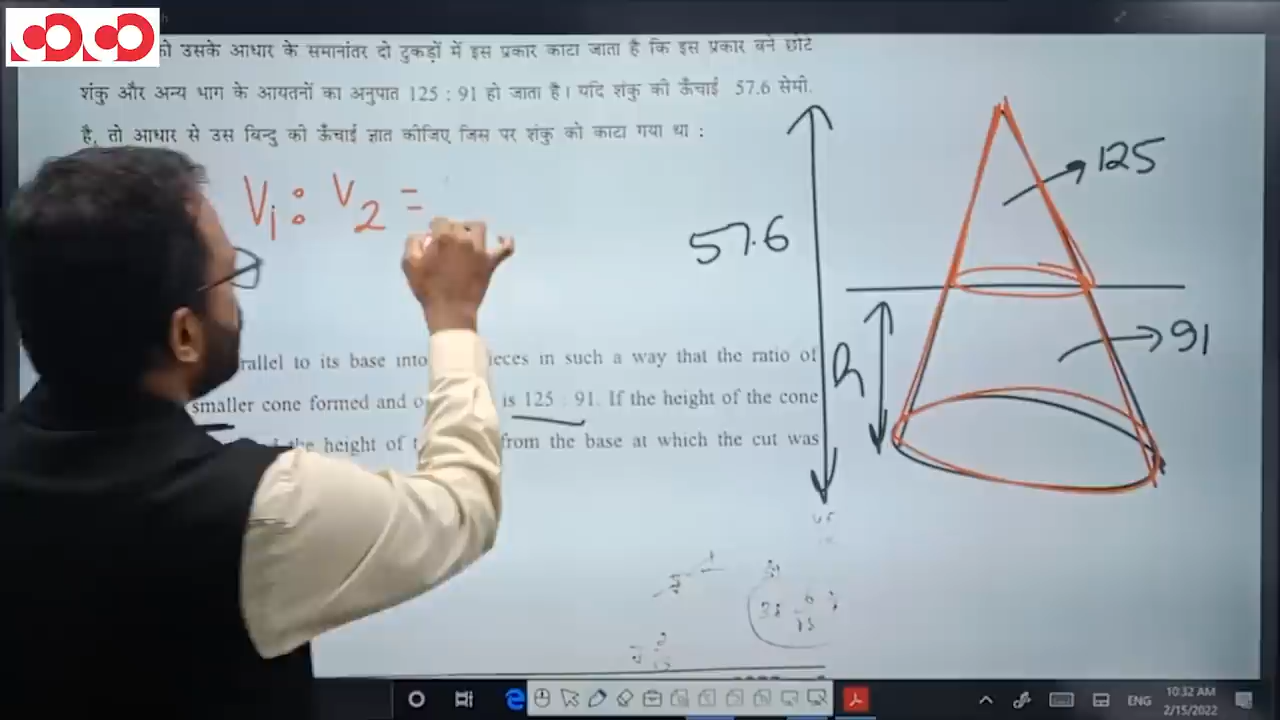 को उसके आधार के समानांतर दो टुकड़ों में इस प्रकार काटा जाता है कि इस प्रकार बने छोटे
शंकु और अन्य भाग के आयतनों का अनुपात 125 : 91 हो जाता है। यदि शंकु की ऊँचाई 57.6 सेमी.
है, तो आधार से उस बिन्दु की ऊँचाई ज्ञात कीजिए जिस पर शंकु को काटा गया था :
V1 : V2 =
57.6
125
91
h
rallel to its base into ieces in such a way that the ratio of
smaller cone formed and o is 125 : 91. If the height of the cone
the height of t from the base at which the cut was
ENG
10:32 AM
2/15/2022